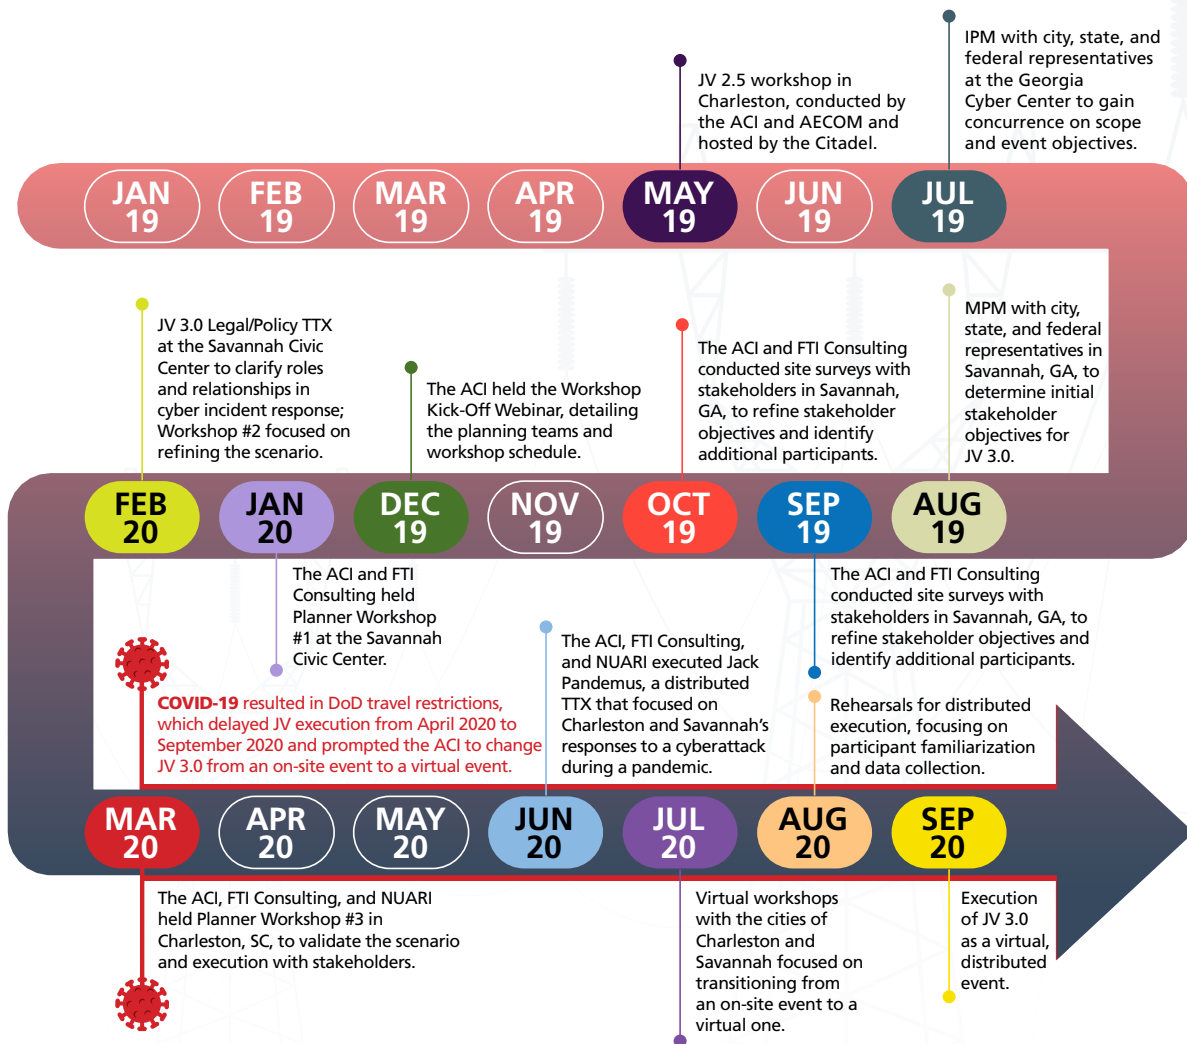 IPM with city, state, and
federal representatives
at the Georgia
Cyber Center to gain
concurrence on scope
and event objectives.
JV 2.5 workshop in
Charleston, conducted by
the ACI and AECOM and
hosted by the Citadel.
JAN
19
FEB
19
MAR
19
APR
19
MAY
19
JUN
19
JUL
19
MPM with city,
state, and federal
representatives in
Savannah, GA, to
determine initial
stakeholder
objectives for
JV 3.0.
The ACI and FTI Consulting
conducted site surveys with
stakeholders in Savannah,
GA, to refine stakeholder
objectives and identify
additional participants.
The ACI held the Workshop
Kick-Off Webinar, detailing
the planning teams and
workshop schedule.
JV 3.0 Legal/Policy TTX
at the Savannah Civic
Center to clarify roles
and relationships in
cyber incident response;
Workshop #2 focused on
refining the scenario.
FEB
20
JAN
20
DEC
19
NOV
19
OCT
19
SEP
19
AUG
19
The ACI and FTI Consulting
conducted site surveys with
stakeholders in Savannah, GA, to
refine stakeholder objectives and
identify additional participants.
The ACI and FTI
Consulting held
Planner Workshop
#1 at the Savannah
Civic Center.
COVID-19 resulted in DoD travel restrictions,
which delayed JV execution from April 2020 to
September 2020 and prompted the ACI to change
JV 3.0 from an on-site event to a virtual event.
The ACI, FTI Consulting,
and NUARI executed Jack
Pandemus, a distributed
TTX that focused on
Charleston and Savannah's
responses to a cyberattack
during a pandemic.
Rehearsals for distributed
execution, focusing on
participant familiarization
and data collection.
MAR
20
APR
20
MAY
20
JUN
20
JUL
20
AUG
20
SEP
20
The ACI, FTI Consulting, and NUARI
held Planner Workshop #3 in
Charleston, SC, to validate the scenario
and execution with stakeholders.
Virtual workshops
with the cities of
Charleston and
Savannah focused on
transitioning from
an on-site event to a
virtual one.
Execution
of JV 3.0
as a virtual,
distributed
event.